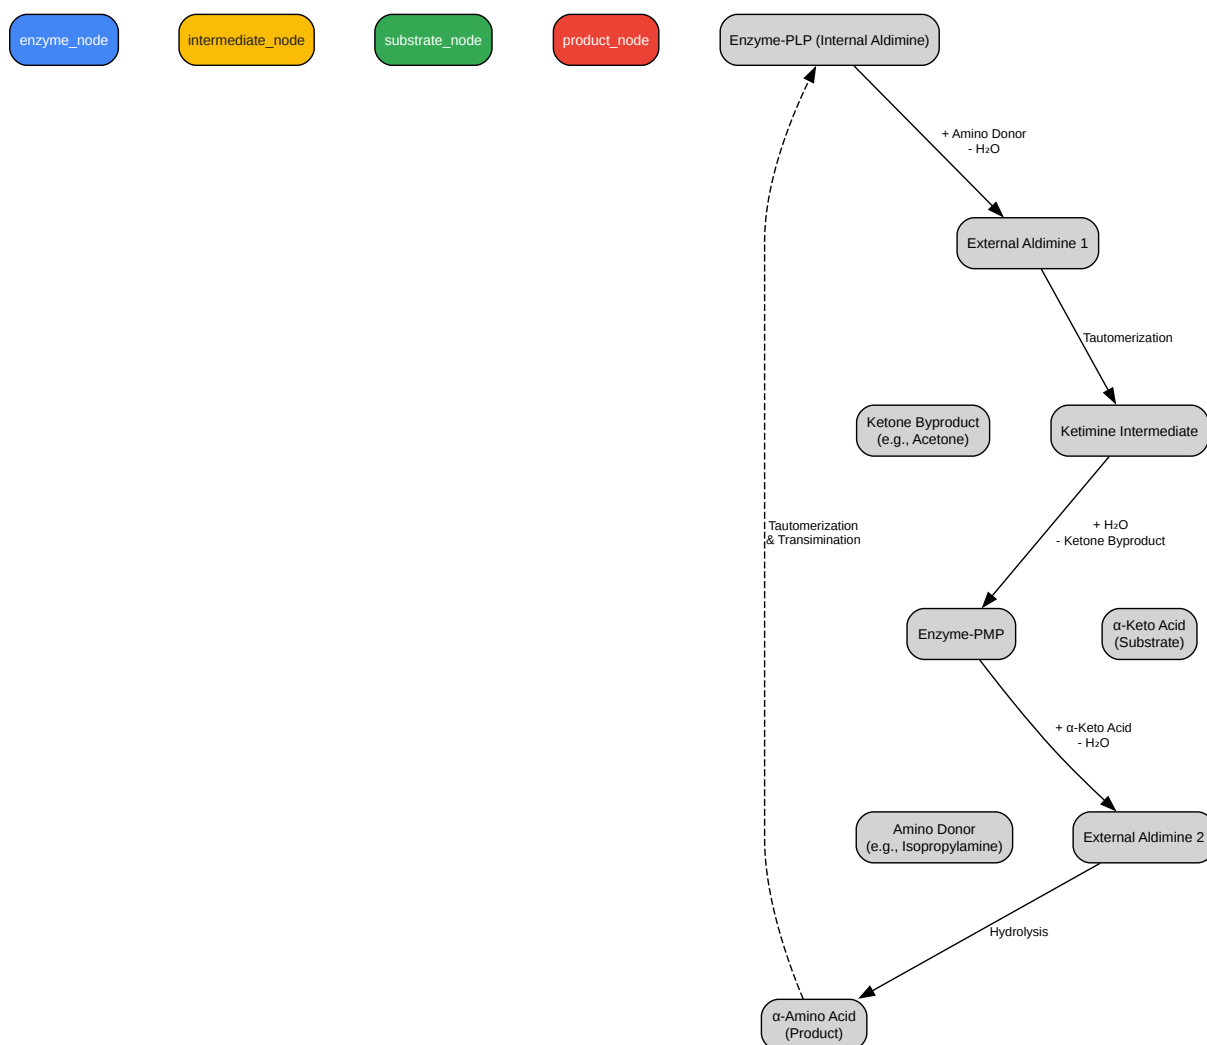 enzyme_node
intermediate_node
substrate_node
product_node
Enzyme-PLP (Internal Aldimine)
+ Amino Donor
- H₂O
External Aldimine 1
Tautomerization
Ketone Byproduct
(e.g., Acetone)
Ketimine Intermediate
Tautomerization
& Transimination
+ H₂O
- Ketone Byproduct
Enzyme-PMP
α-Keto Acid
(Substrate)
+ α-Keto Acid
- H₂O
Amino Donor
(e.g., Isopropylamine)
External Aldimine 2
Hydrolysis
α-Amino Acid
(Product)